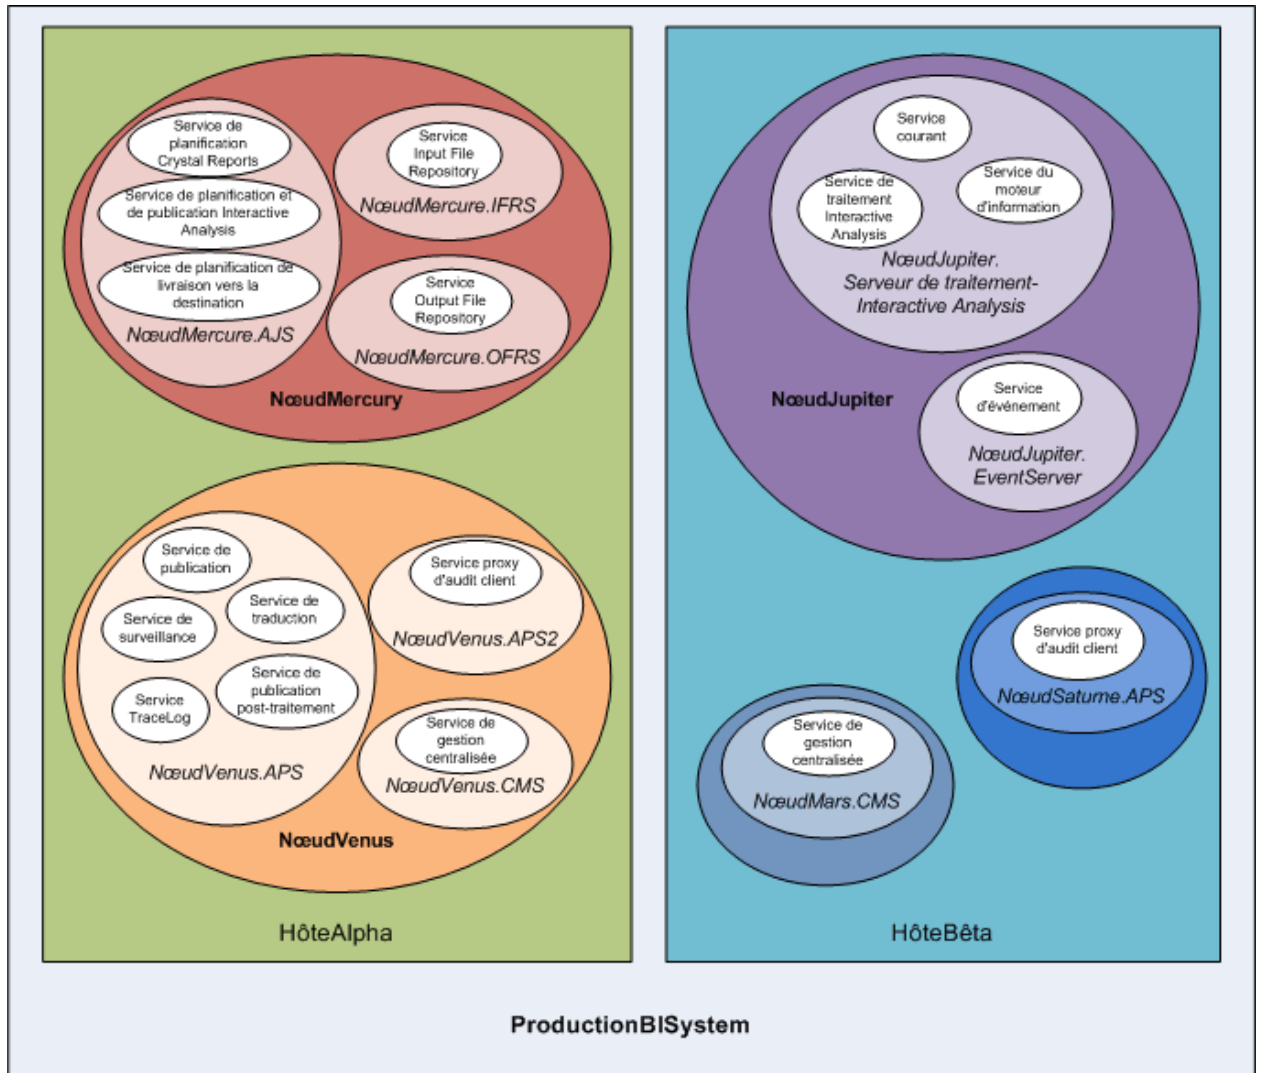 Service de
planification
Crystal Reports
Service de planification et
de publication Interactive
Analysis
Service de planification de
livraison vers la
destination
NœudMercure.AJS
Service
Input File
Repository
NœudMercure.IFRS
Service
Output File
Repository
NœudMercure.OFRS
NœudMercury
Service de
publication
Service de
surveillance
Service de
traduction
Service
TraceLog
Service de
publication
post-traitement
NœudVenus.APS
Service proxy
d'audit client
NœudVenus.APS2
Service de
gestion
centralisée
NœudVenus.CMS
NœudVenus
HôteAlpha
Service
courant
Service de
traitement
Interactive
Analysis
Service du
moteur
d'information
NœudJupiter.
Serveur de traitement-
Interactive Analysis
NœudJupiter
Service
d'événement
NœudJupiter.
EventServer
Service proxy
d'audit client
NœudSaturne.APS
Service de
gestion
centralisée
NœudMars.CMS
HôteBêta
ProductionBISystem